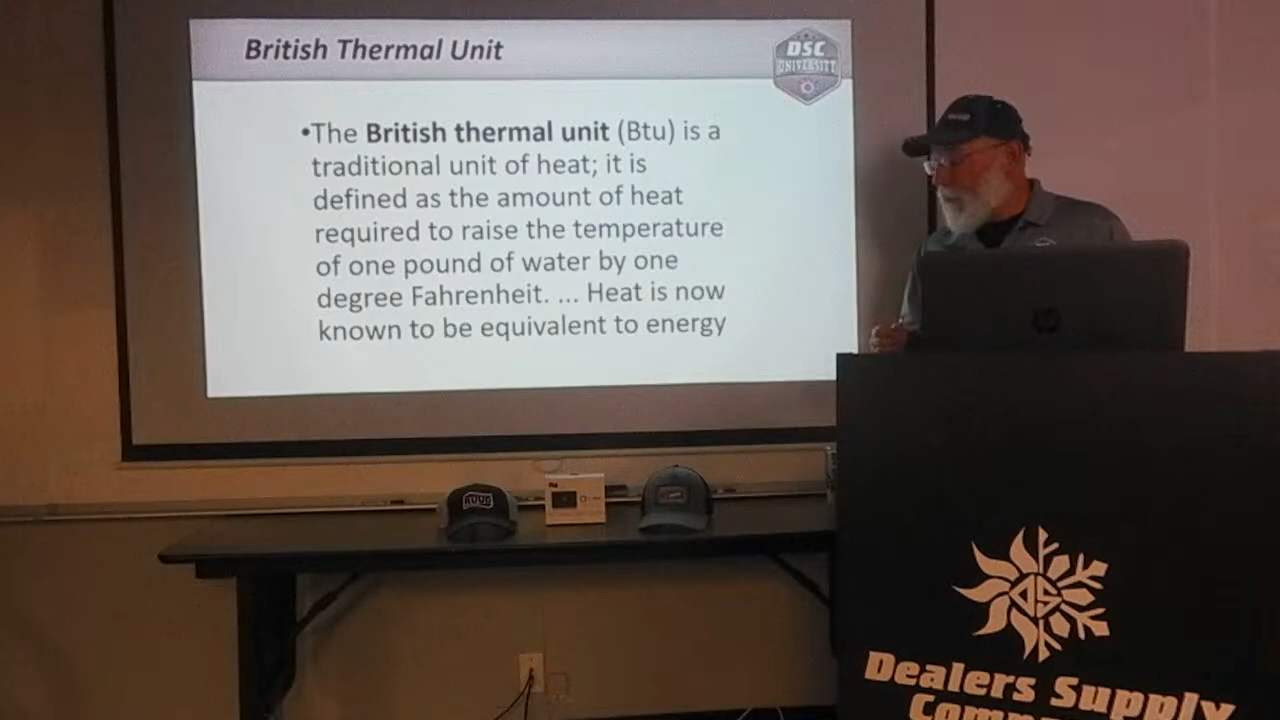 British Thermal Unit
DSC
UNIVERSITY
•The British thermal unit (Btu) is a
traditional unit of heat; it is
defined as the amount of heat
required to raise the temperature
of one pound of water by one
degree Fahrenheit. ... Heat is now
known to be equivalent to energy
RUUD
DS
Dealers Supply